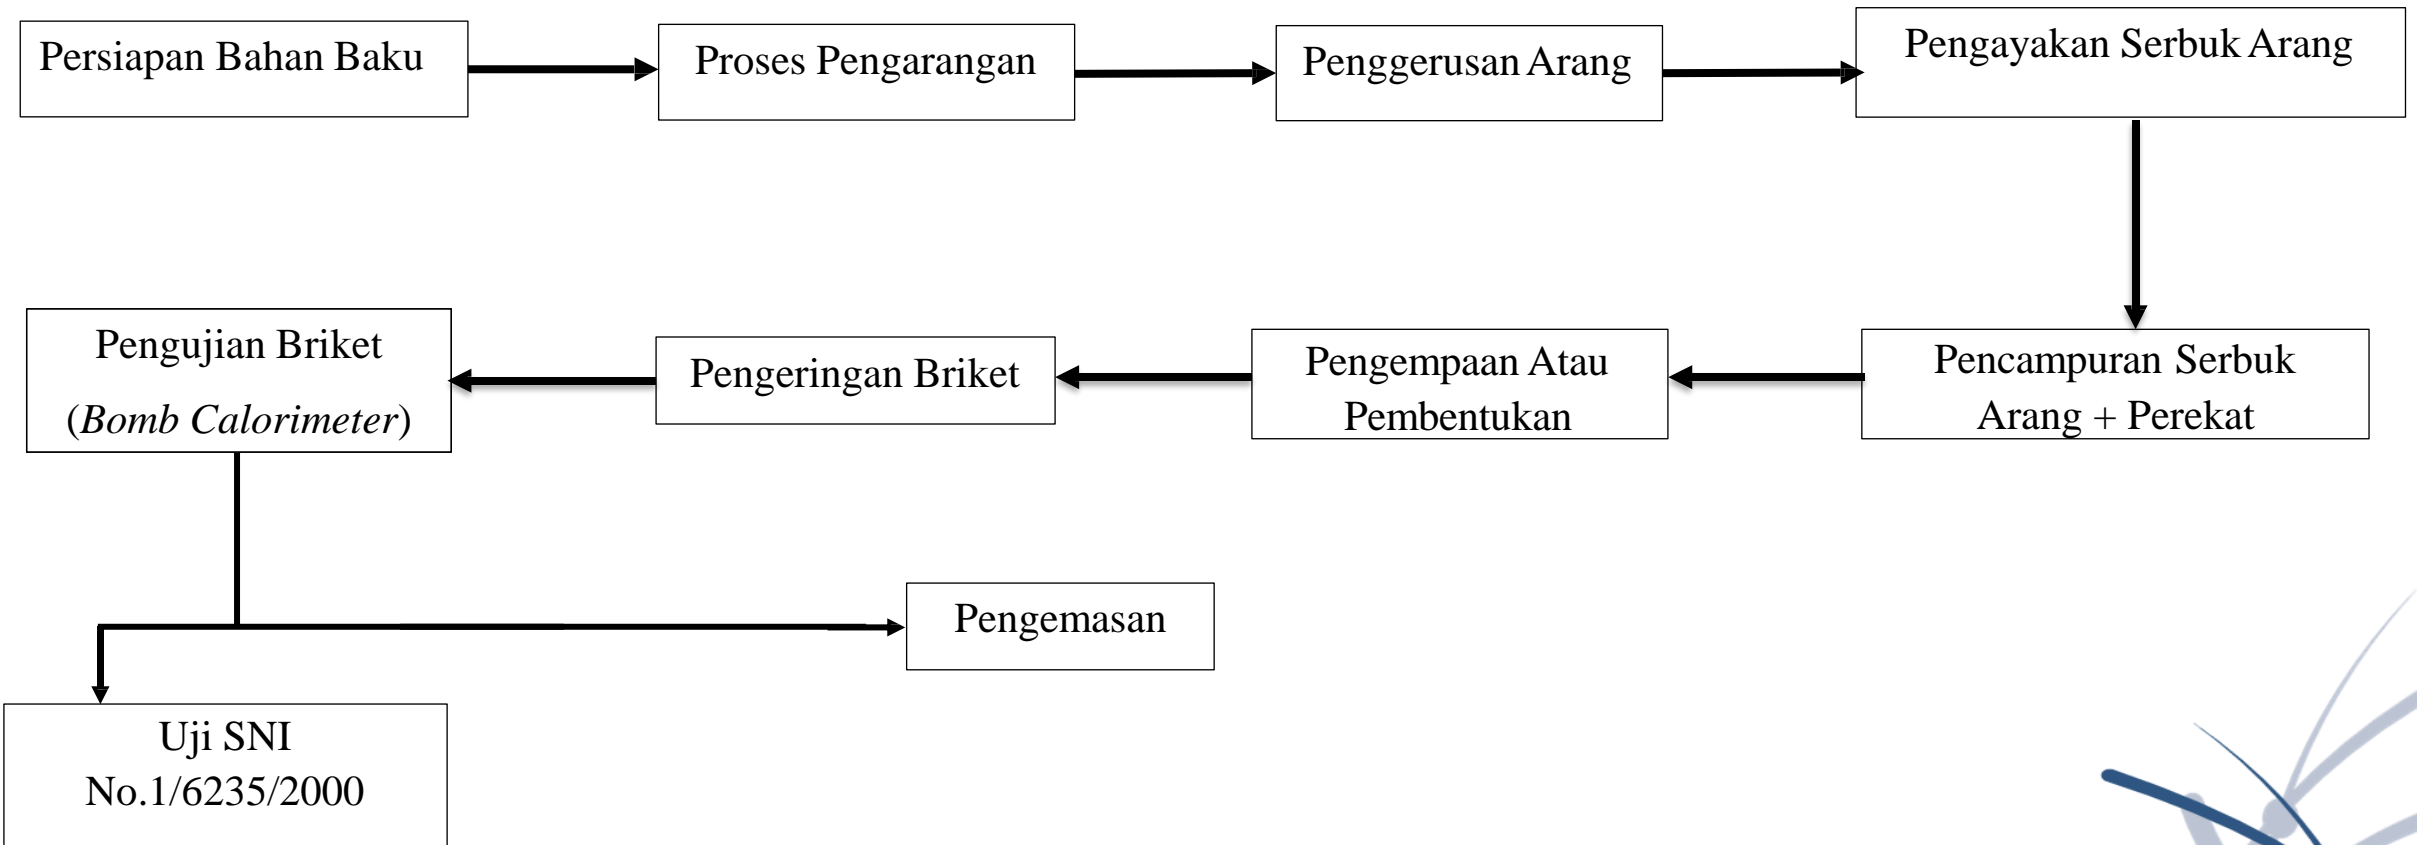 Persiapan Bahan Baku
Proses Pengarangan
Penggerusan Arang
Pengayakan Serbuk Arang
Pencampuran Serbuk
Arang + Perekat
Pengempaan Atau
Pembentukan
Pengeringan Briket
Pengujian Briket
(Bomb Calorimeter)
Pengemasan
Uji SNI
No.1/6235/2000